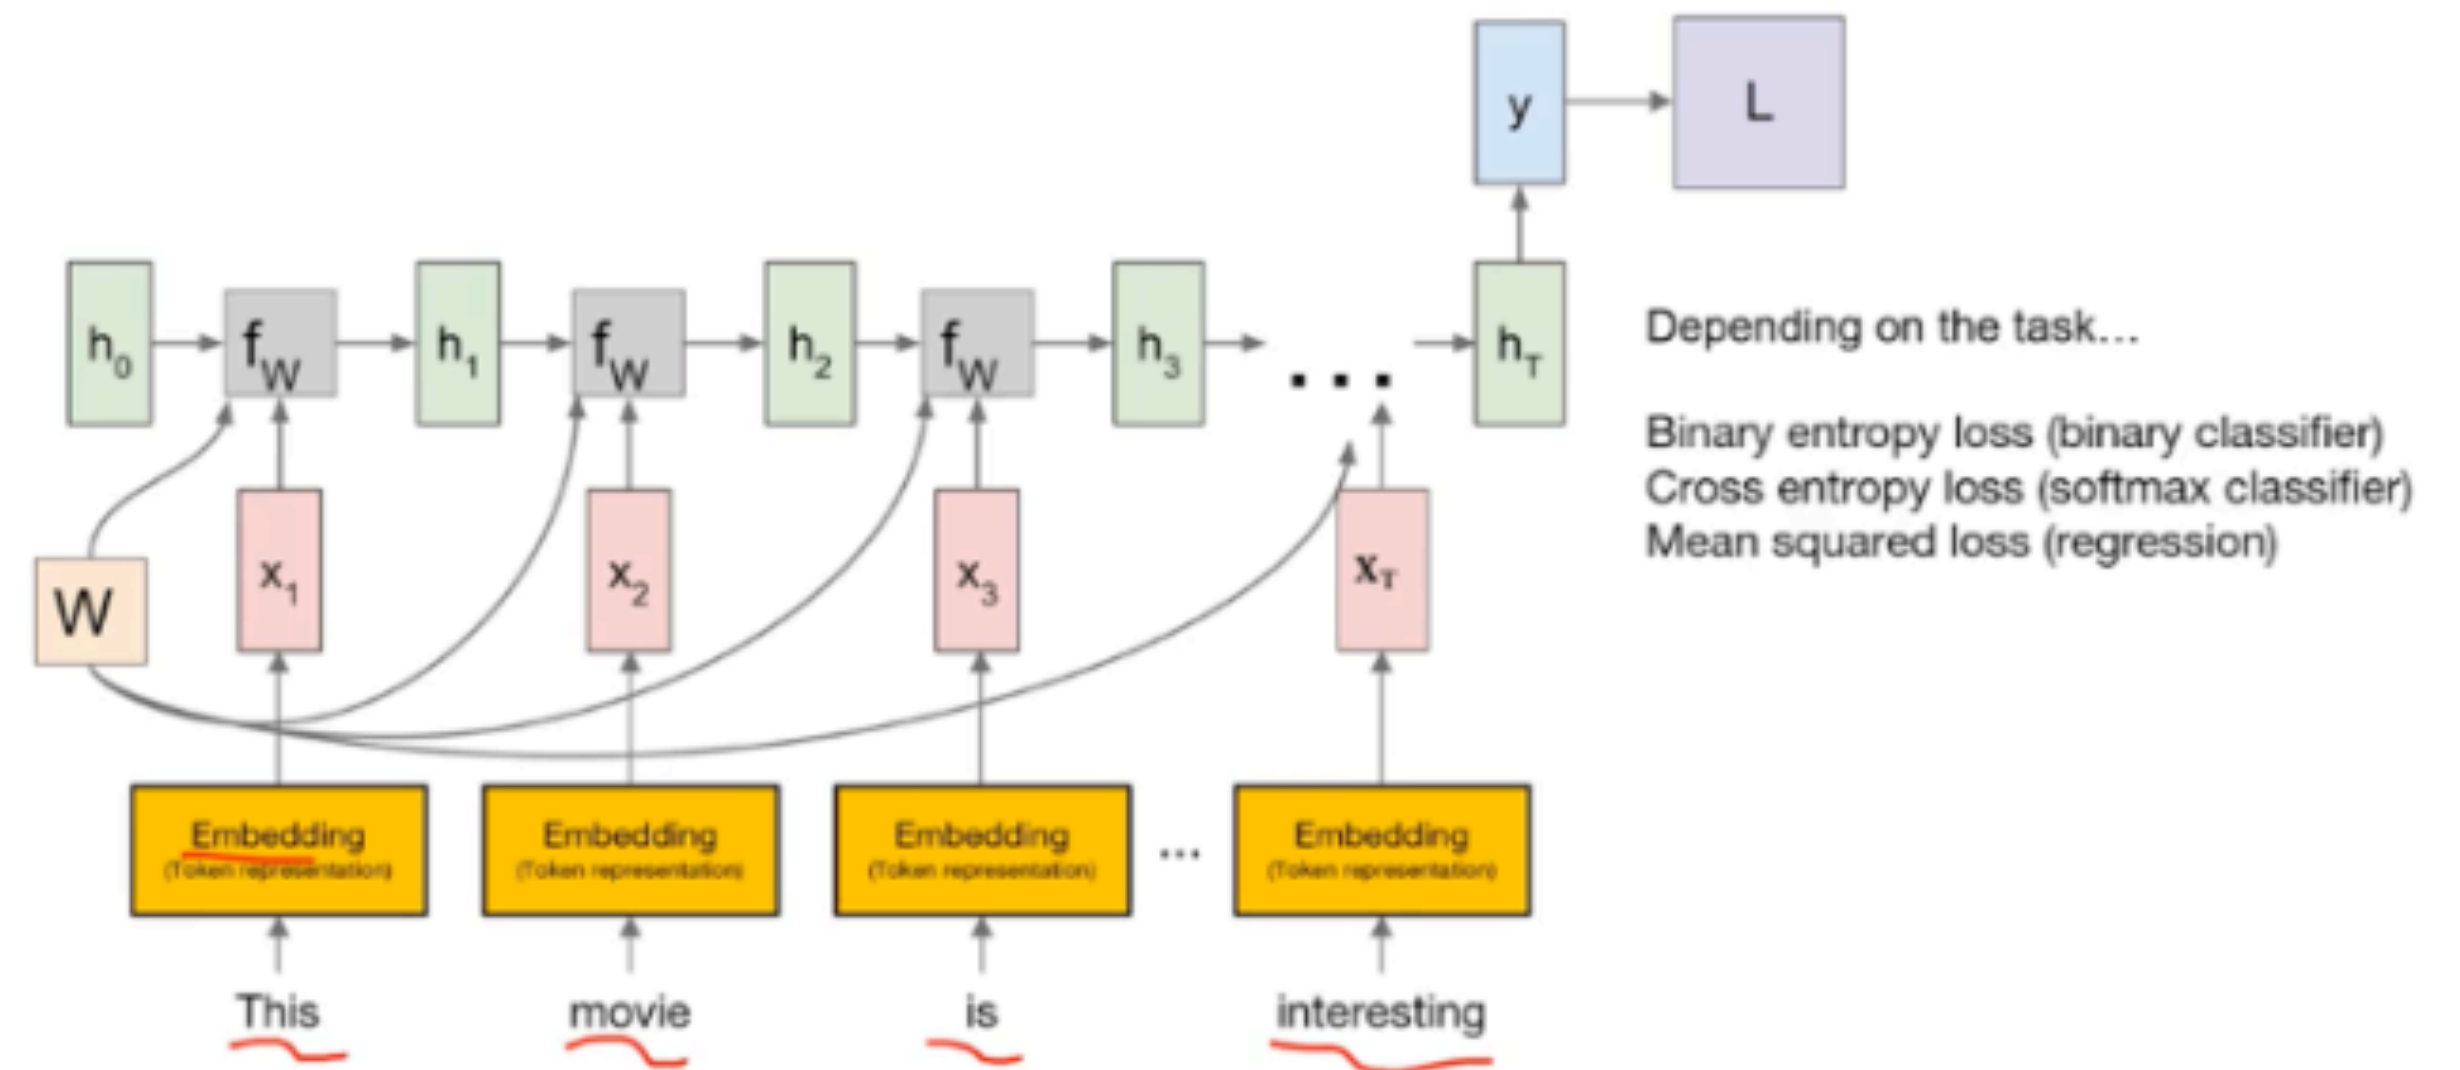 y
L
h0
fW
h1
fW
h2
fW
h3
...
hT
Depending on the task...
Binary entropy loss (binary classifier)
Cross entropy loss (softmax classifier)
Mean squared loss (regression)
W
x1
x2
x3
xT
Embedding
(Token representation)
Embedding
(Token representation)
Embedding
(Token representation)
...
Embedding
(Token representation)
This
movie
is
interesting